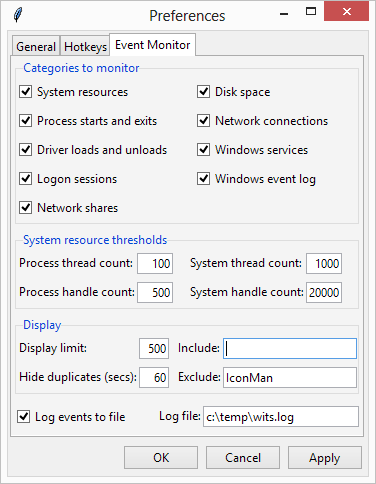 Preferences
General Hotkeys Event Monitor
Categories to monitor
System resources Disk space
Process starts and exits Network connections
Driver loads and unloads Windows services
Logon sessions Windows event log
Network shares
System resource thresholds
Process thread count: 100 System thread count: 1000
Process handle count: 500 System handle count: 20000
Display
Display limit: 500 Include:
Hide duplicates (secs): 60 Exclude: IconMan
Log events to file Log file: c:\temp\wits.log
OK Cancel Apply